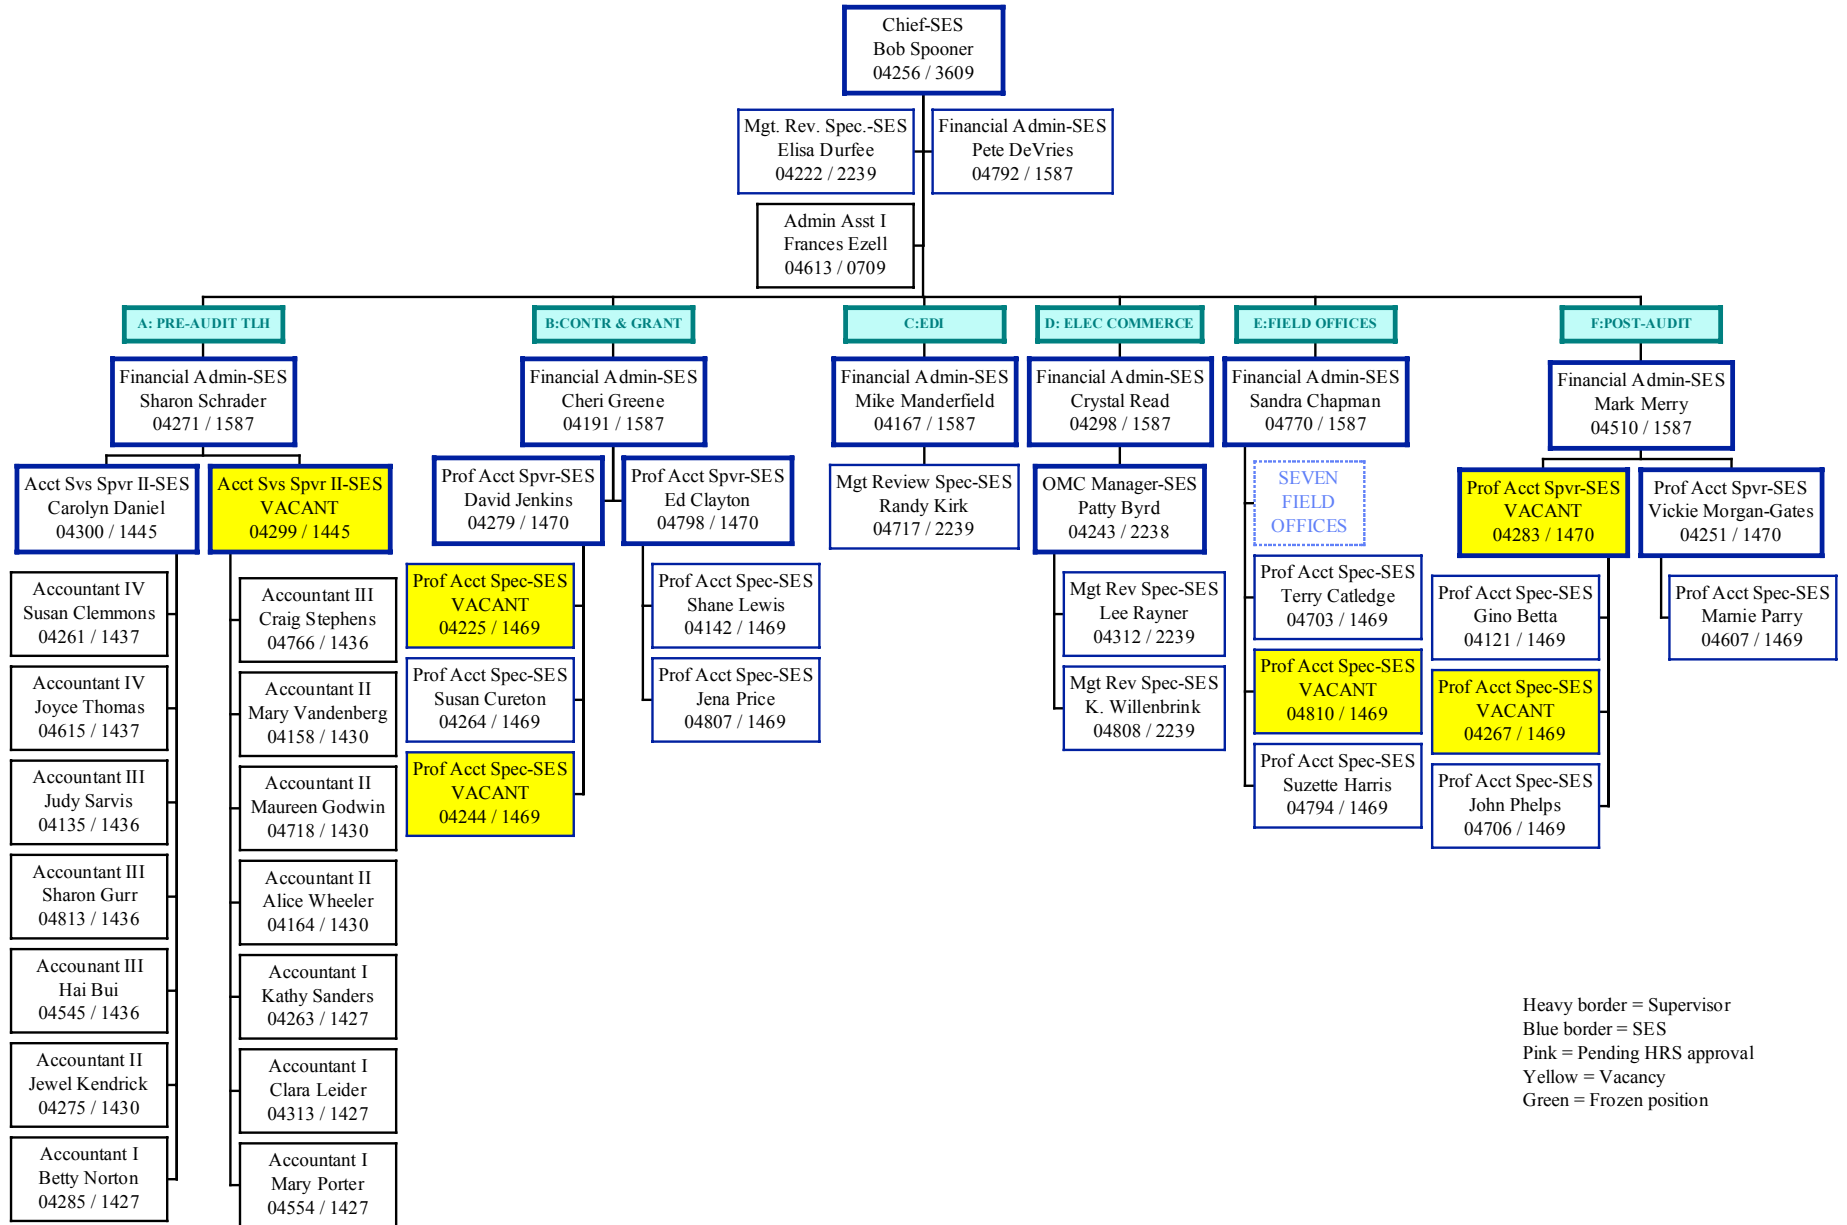 Chief-SES
Bob Spooner
04256 / 3609
Mgt. Rev. Spec.-SES
Elisa Durfee
04222 / 2239
Financial Admin-SES
Pete DeVries
04792 / 1587
Admin Asst I
Frances Ezell
04613 / 0709
A: PRE-AUDIT TLH
Financial Admin-SES
Sharon Schrader
04271 / 1587
Acct Svs Spvr II-SES
Carolyn Daniel
04300 / 1445
Accountant IV
Susan Clemmons
04261 / 1437
Accountant IV
Joyce Thomas
04615 / 1437
Accountant III
Judy Sarvis
04135 / 1436
Accountant III
Sharon Gurr
04813 / 1436
Accounant III
Hai Bui
04545 / 1436
Accountant II
Jewel Kendrick
04275 / 1430
Accountant I
Betty Norton
04285 / 1427
Acct Svs Spvr II-SES
VACANT
04299 / 1445
Accountant III
Craig Stephens
04766 / 1436
Accountant II
Mary Vandenberg
04158 / 1430
Accountant II
Maureen Godwin
04718 / 1430
Accountant II
Alice Wheeler
04164 / 1430
Accountant I
Kathy Sanders
04263 / 1427
Accountant I
Clara Leider
04313 / 1427
Accountant I
Mary Porter
04554 / 1427
B:CONTR & GRANT
Financial Admin-SES
Cheri Greene
04191 / 1587
Prof Acct Spvr-SES
David Jenkins
04279 / 1470
Prof Acct Spec-SES
VACANT
04225 / 1469
Prof Acct Spec-SES
Susan Cureton
04264 / 1469
Prof Acct Spec-SES
VACANT
04244 / 1469
Prof Acct Spvr-SES
Ed Clayton
04798 / 1470
Prof Acct Spec-SES
Shane Lewis
04142 / 1469
Prof Acct Spec-SES
Jena Price
04807 / 1469
C:EDI
Financial Admin-SES
Mike Manderfield
04167 / 1587
Mgt Review Spec-SES
Randy Kirk
04717 / 2239
D: ELEC COMMERCE
Financial Admin-SES
Crystal Read
04298 / 1587
OMC Manager-SES
Patty Byrd
04243 / 2238
Mgt Rev Spec-SES
Lee Rayner
04312 / 2239
Mgt Rev Spec-SES
K. Willenbrink
04808 / 2239
E:FIELD OFFICES
Financial Admin-SES
Sandra Chapman
04770 / 1587
SEVEN
FIELD
OFFICES
Prof Acct Spec-SES
Terry Catledge
04703 / 1469
Prof Acct Spec-SES
VACANT
04810 / 1469
Prof Acct Spec-SES
Suzette Harris
04794 / 1469
F:POST-AUDIT
Financial Admin-SES
Mark Merry
04510 / 1587
Prof Acct Spvr-SES
VACANT
04283 / 1470
Prof Acct Spec-SES
Gino Betta
04121 / 1469
Prof Acct Spec-SES
VACANT
04267 / 1469
Prof Acct Spec-SES
John Phelps
04706 / 1469
Prof Acct Spvr-SES
Vickie Morgan-Gates
04251 / 1470
Prof Acct Spec-SES
Marnie Parry
04607 / 1469
Heavy border = Supervisor
Blue border = SES
Pink = Pending HRS approval
Yellow = Vacancy
Green = Frozen position